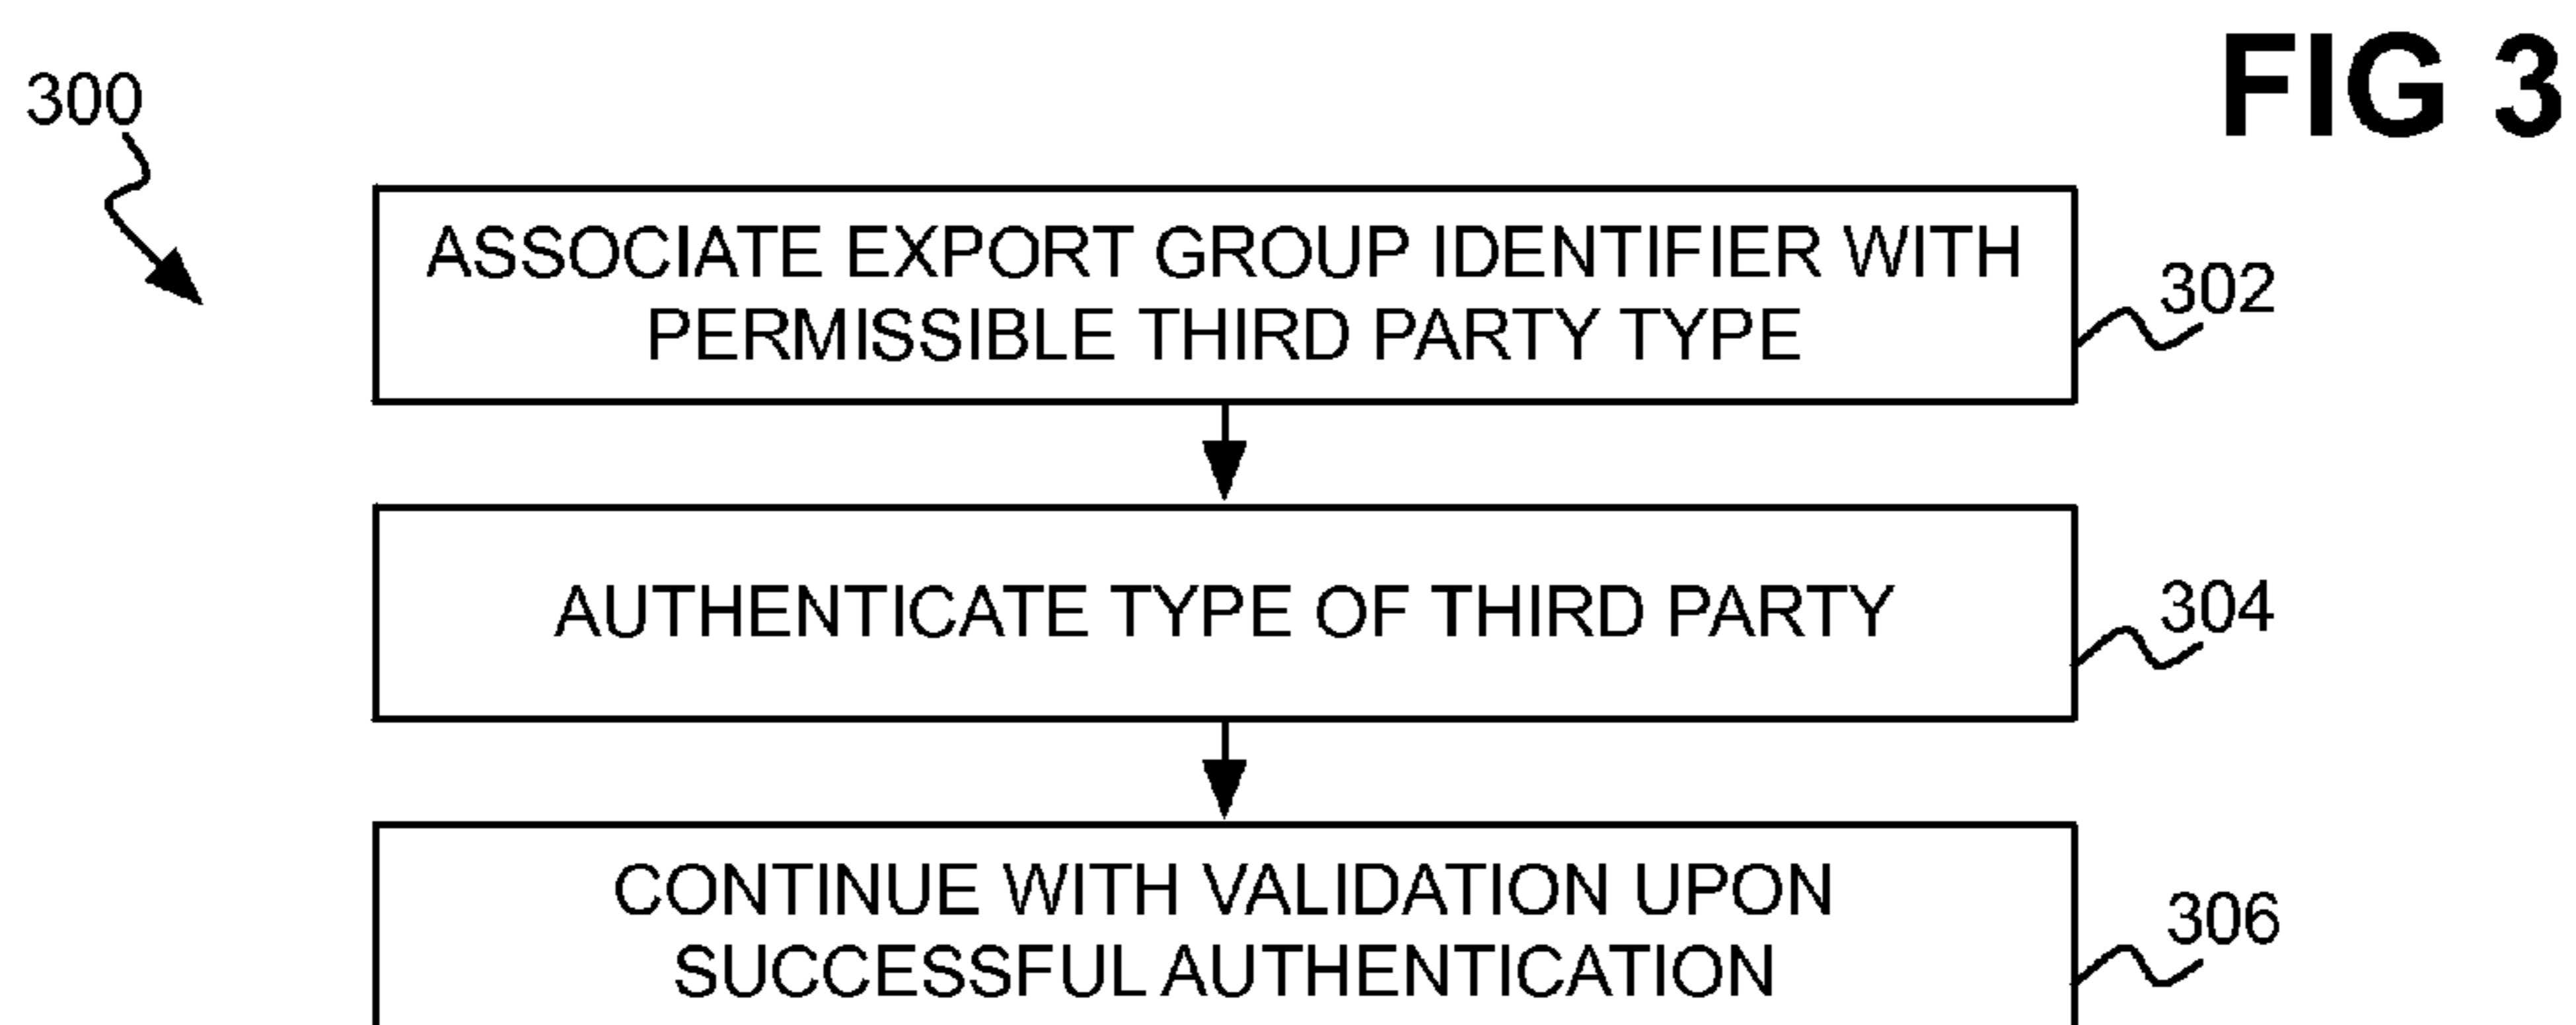 FIG 3
300
ASSOCIATE EXPORT GROUP IDENTIFIER WITH
PERMISSIBLE THIRD PARTY TYPE
302
AUTHENTICATE TYPE OF THIRD PARTY
304
CONTINUE WITH VALIDATION UPON
SUCCESSFUL AUTHENTICATION
306